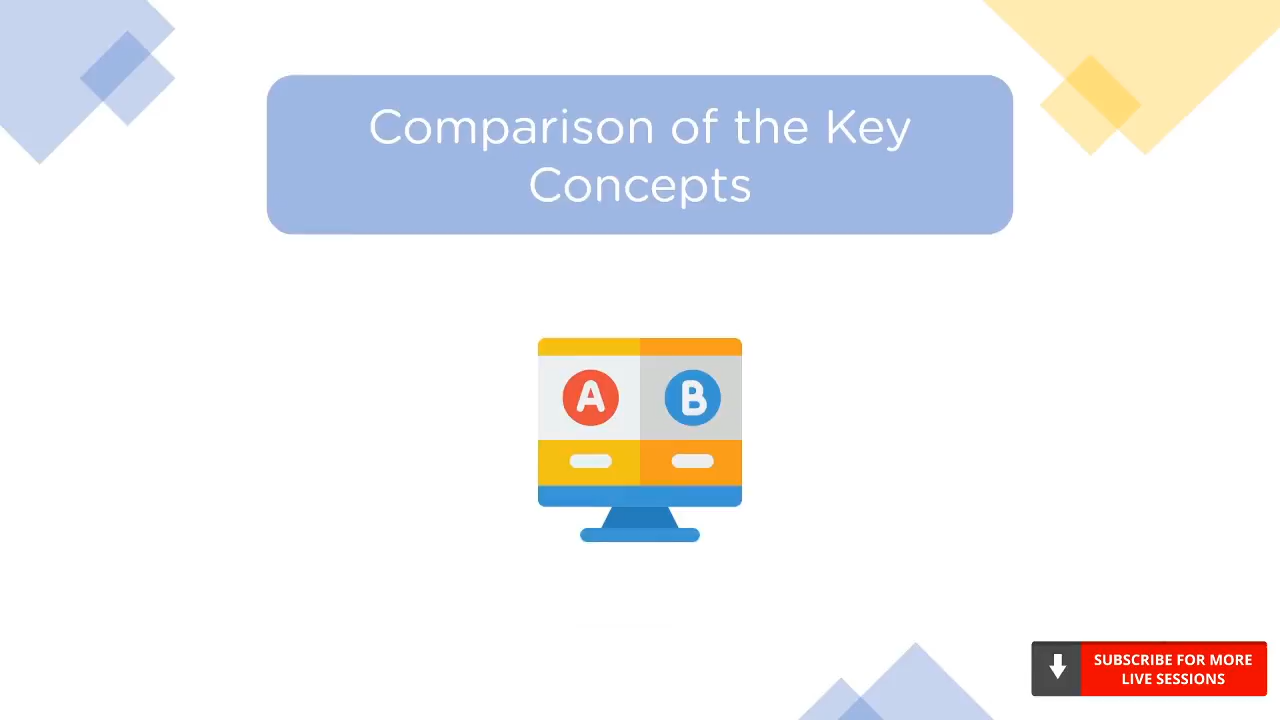 Comparison of the Key
Concepts
A B
SUBSCRIBE FOR MORE
LIVE SESSIONS